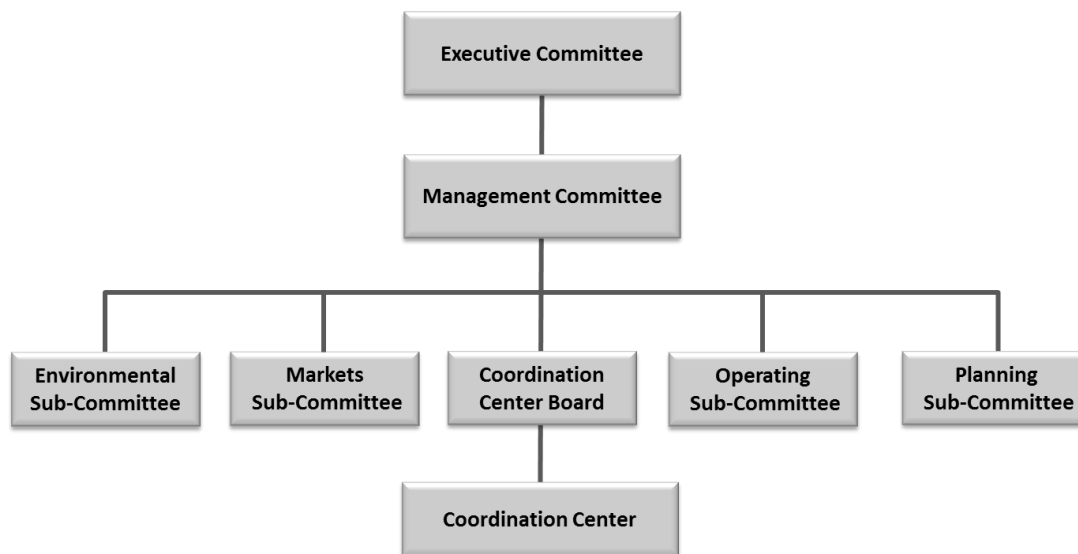 Executive Committee
Management Committee
Environmental
Sub-Committee
Markets
Sub-Committee
Coordination
Center Board
Operating
Sub-Committee
Planning
Sub-Committee
Coordination Center